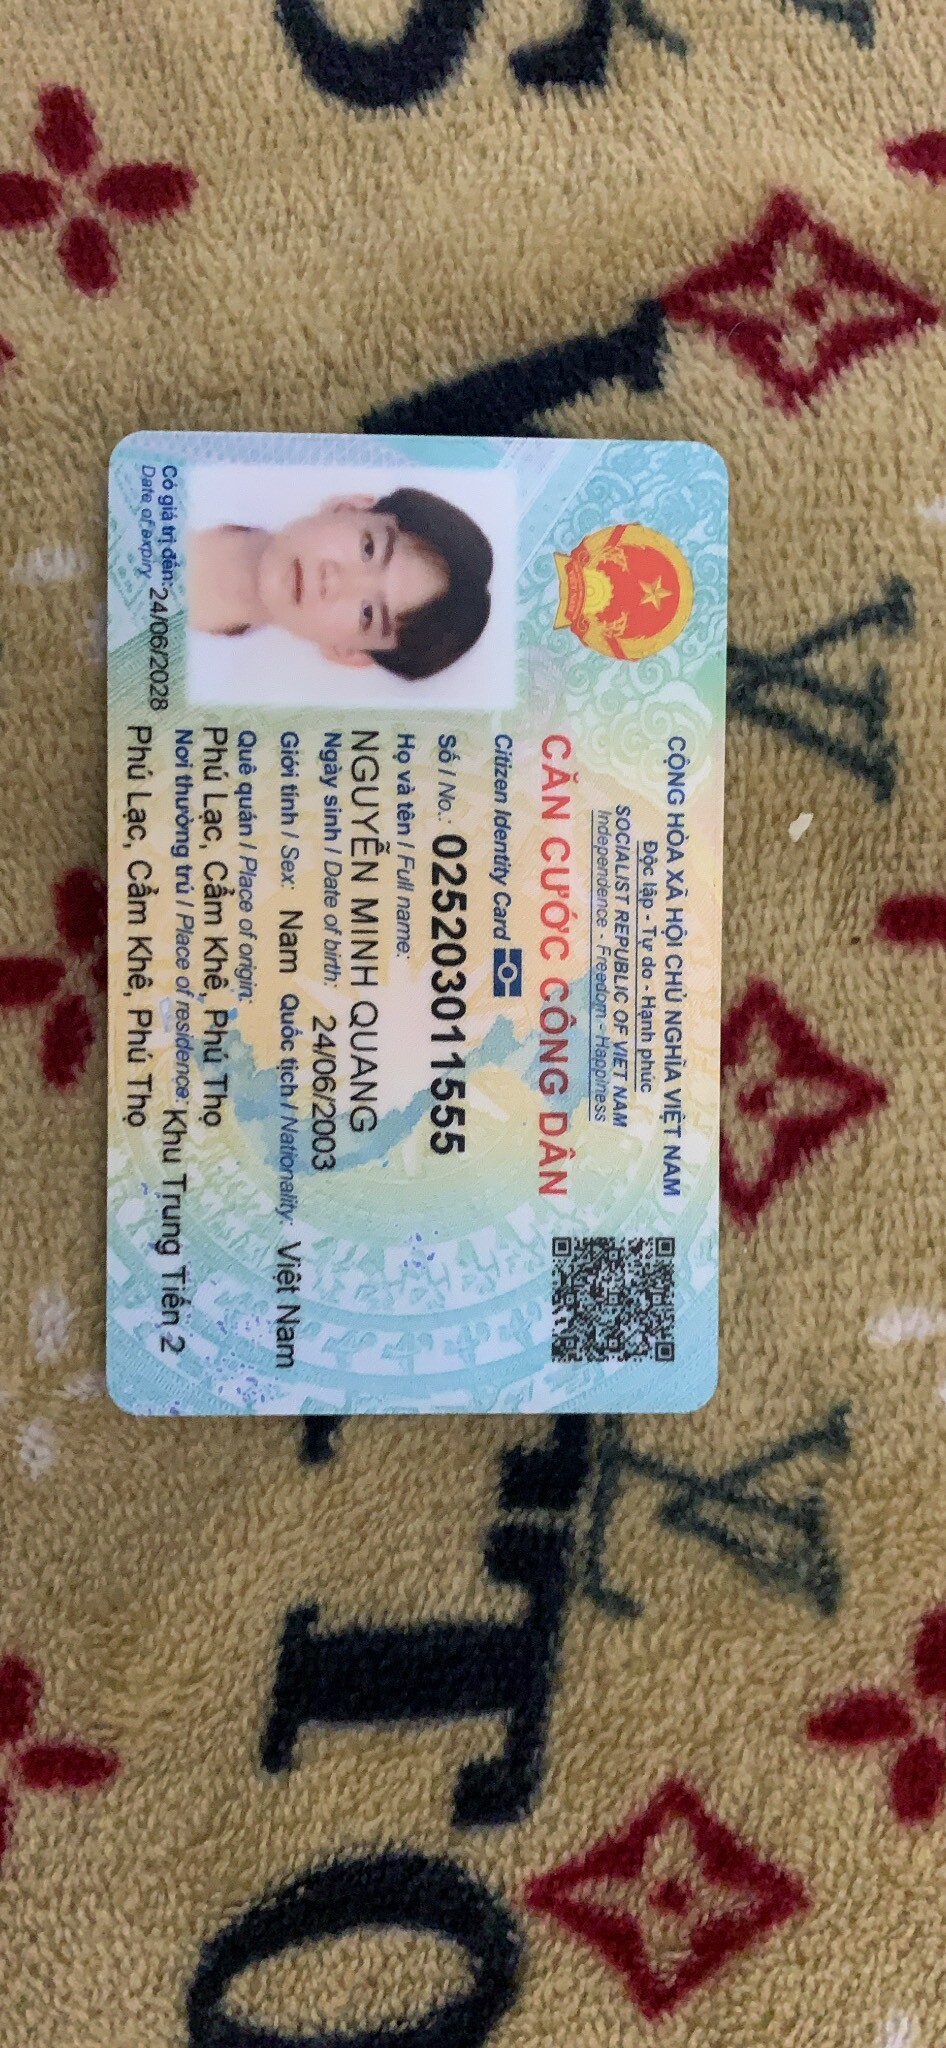 CỘNG HÒA XÃ HỘI CHỦ NGHĨA VIỆT NAM
Độc lập - Tự do - Hạnh phúc
SOCIALIST REPUBLIC OF VIET NAM
Independence - Freedom - Happiness
CĂN CƯỚC CÔNG DÂN
Citizen Identity Card
Số / No.: 025203011555
Họ và tên / Full name:
NGUYỄN MINH QUANG
Ngày sinh / Date of birth: 24/06/2003
Giới tính / Sex: Nam Quốc tịch / Nationality: Việt Nam
Quê quán / Place of origin:
Phú Lạc, Cẩm Khê, Phú Thọ
Nơi thường trú / Place of residence: Khu Trung Tiến 2
Phú Lạc, Cẩm Khê, Phú Thọ
Có giá trị đến: 24/06/2028
Date of expiry